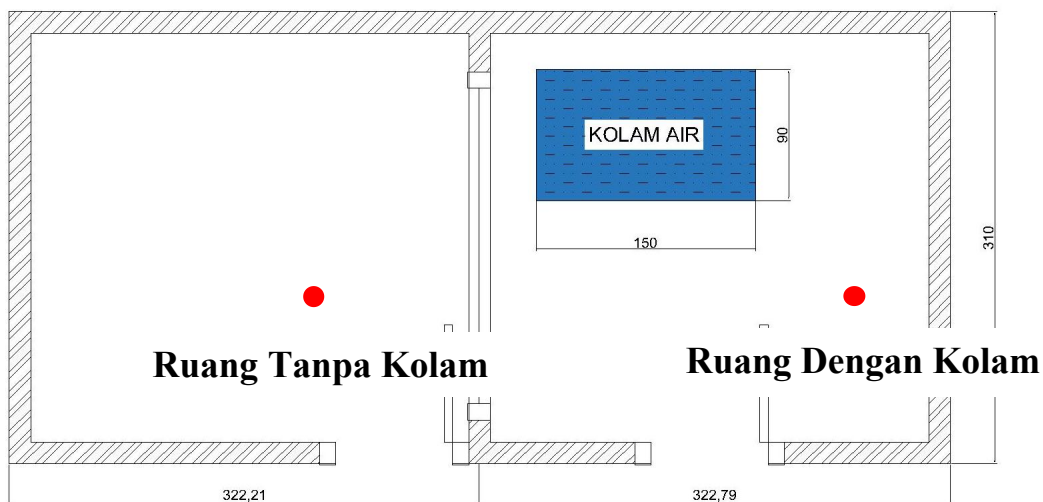 KOLAM AIR
90
150
310
Ruang Tanpa Kolam
Ruang Dengan Kolam
322,21
322,79